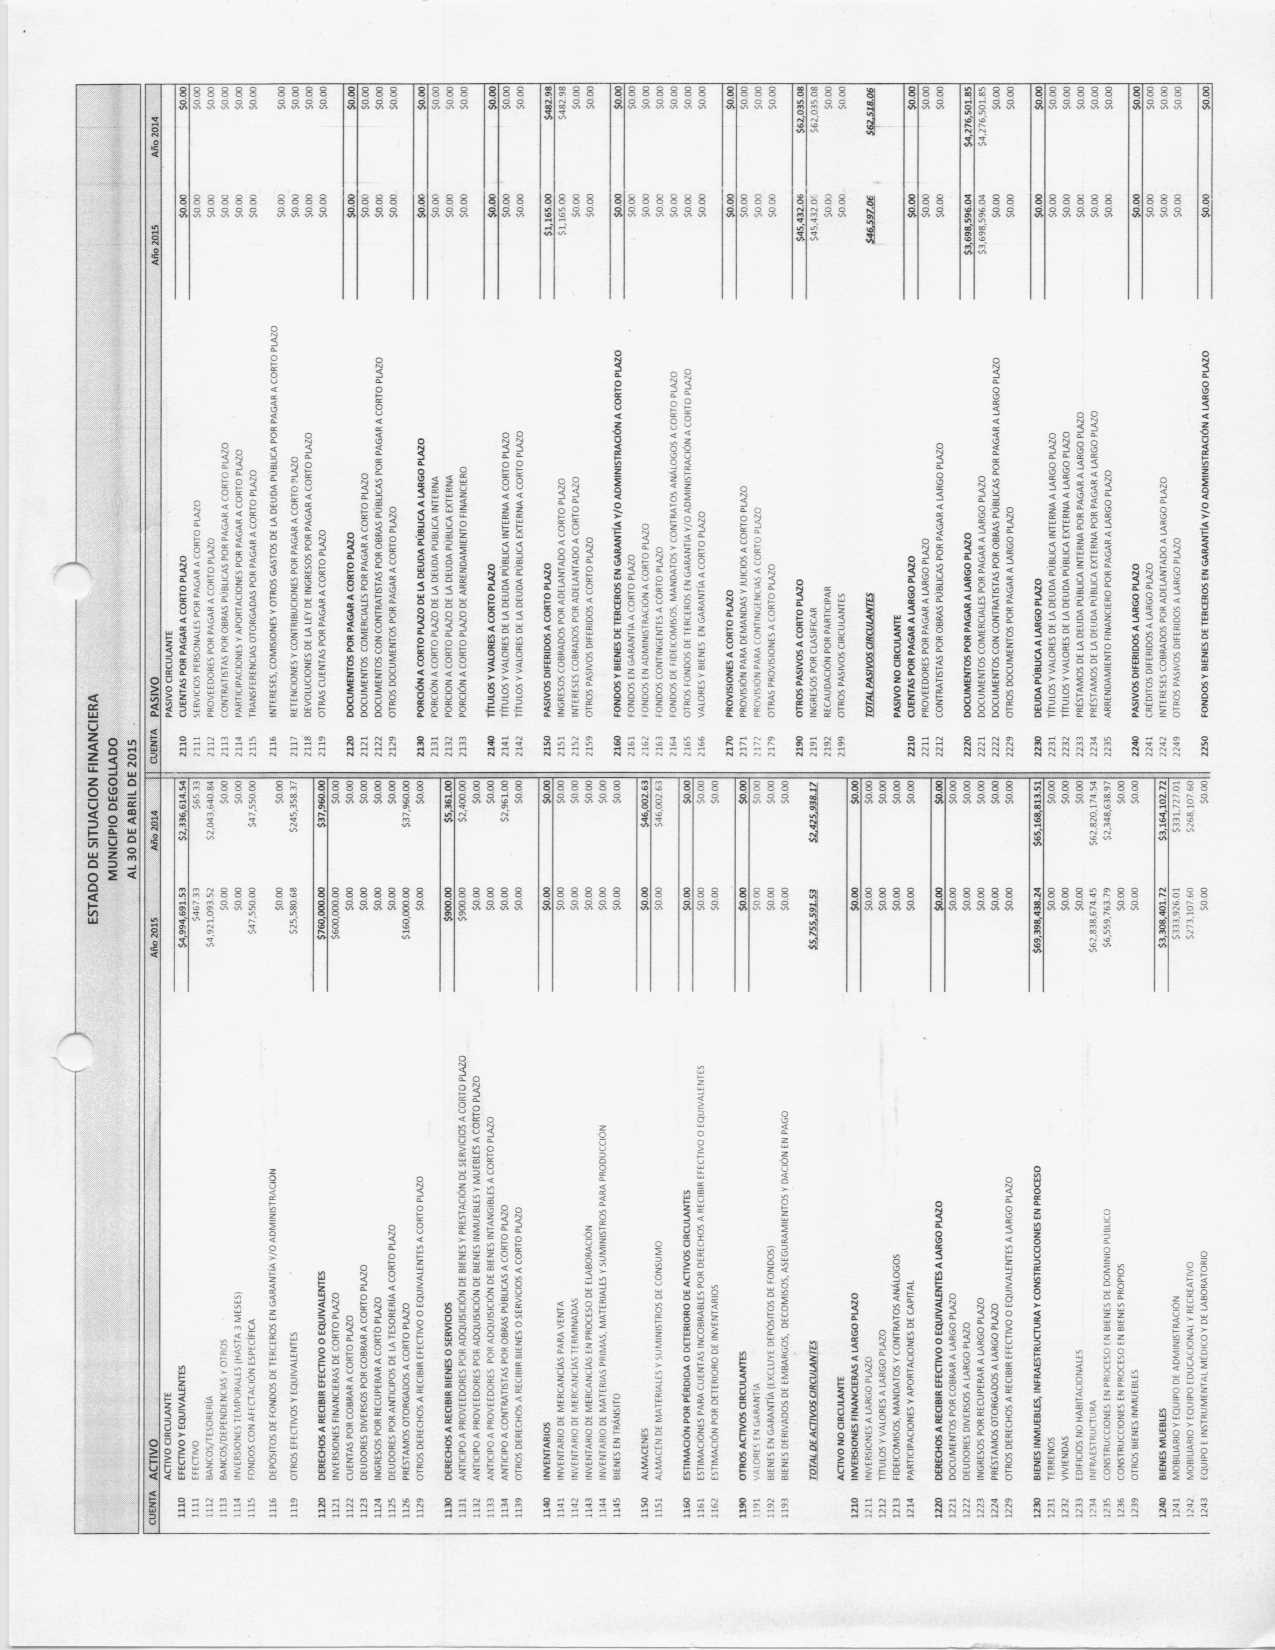 ESTADO DE SITUACION FINANCIERA
MUNICIPIO DEGOLLADO
AL 30 DE ABRIL DE 2015
CUENTA ACTIVO Año 2015 Año 2014
ACTIVO CIRCULANTE
1110 EFECTIVO Y EQUIVALENTES $4,994,691.53 $2,336,614.54
1111 EFECTIVO $467.33 $65.33
1112 BANCOS/TESORERÍA $4,921,093.52 $2,043,640.84
1113 BANCOS/DEPENDENCIAS Y OTROS $0.00 $0.00
1114 INVERSIONES TEMPORALES (HASTA 3 MESES) $0.00 $0.00
1115 FONDOS CON AFECTACIÓN ESPECÍFICA $47,550.00 $47,550.00
1116 DEPOSITOS DE FONDOS DE TERCEROS EN GARANTÍA Y/O ADMINISTRACION $0.00 $0.00
1119 OTROS EFECTIVOS Y EQUIVALENTES $25,580.68 $245,358.37
1120 DERECHOS A RECIBIR EFECTIVO O EQUIVALENTES $760,000.00 $37,960.00
1121 INVERSIONES FINANCIERAS DE CORTO PLAZO $600,000.00 $0.00
1122 CUENTAS POR COBRAR A CORTO PLAZO $0.00 $0.00
1123 DEUDORES DIVERSOS POR COBRAR A CORTO PLAZO $0.00 $0.00
1124 INGRESOS POR RECUPERAR A CORTO PLAZO $0.00 $0.00
1125 DEUDORES POR ANTICIPOS DE LA TESORERÍA A CORTO PLAZO $0.00 $0.00
1126 PRÉSTAMOS OTORGADOS A CORTO PLAZO $160,000.00 $37,960.00
1129 OTROS DERECHOS A RECIBIR EFECTIVO O EQUIVALENTES A CORTO PLAZO $0.00 $0.00
1130 DERECHOS A RECIBIR BIENES O SERVICIOS $900.00 $5,361.00
1131 ANTICIPO A PROVEEDORES POR ADQUISICIÓN DE BIENES Y PRESTACIÓN DE SERVICIOS A CORTO PLAZO $900.00 $2,400.00
1132 ANTICIPO A PROVEEDORES POR ADQUISICIÓN DE BIENES INMUEBLES Y MUEBLES A CORTO PLAZO $0.00 $0.00
1133 ANTICIPO A PROVEEDORES POR ADQUISICIÓN DE BIENES INTANGIBLES A CORTO PLAZO $0.00 $0.00
1134 ANTICIPO A CONTRATISTAS POR OBRAS PÚBLICAS A CORTO PLAZO $0.00 $2,961.00
1139 OTROS DERECHOS A RECIBIR BIENES O SERVICIOS A CORTO PLAZO $0.00 $0.00
1140 INVENTARIOS $0.00 $0.00
1141 INVENTARIO DE MERCANCÍAS PARA VENTA $0.00 $0.00
1142 INVENTARIO DE MERCANCÍAS TERMINADAS $0.00 $0.00
1143 INVENTARIO DE MERCANCÍAS EN PROCESO DE ELABORACIÓN $0.00 $0.00
1144 INVENTARIO DE MATERIAS PRIMAS, MATERIALES Y SUMINISTROS PARA PRODUCCIÓN $0.00 $0.00
1145 BIENES EN TRÁNSITO $0.00 $0.00
1150 ALMACENES $0.00 $46,002.63
1151 ALMACÉN DE MATERIALES Y SUMINISTROS DE CONSUMO $0.00 $46,002.63
1160 ESTIMACIÓN POR PÉRDIDA O DETERIORO DE ACTIVOS CIRCULANTES $0.00 $0.00
1161 ESTIMACIONES PARA CUENTAS INCOBRABLES POR DERECHOS A RECIBIR EFECTIVO O EQUIVALENTES $0.00 $0.00
1162 ESTIMACIÓN POR DETERIORO DE INVENTARIOS $0.00 $0.00
1190 OTROS ACTIVOS CIRCULANTES $0.00 $0.00
1191 VALORES EN GARANTÍA $0.00 $0.00
1192 BIENES EN GARANTÍA (EXCLUYE DEPÓSITOS DE FONDOS) $0.00 $0.00
1193 BIENES DERIVADOS DE EMBARGOS, DECOMISOS, ASEGURAMIENTOS Y DACIÓN EN PAGO $0.00 $0.00
TOTAL DE ACTIVOS CIRCULANTES $5,755,591.53 $2,425,938.17
ACTIVO NO CIRCULANTE
1210 INVERSIONES FINANCIERAS A LARGO PLAZO $0.00 $0.00
1211 INVERSIONES A LARGO PLAZO $0.00 $0.00
1212 TÍTULOS Y VALORES A LARGO PLAZO $0.00 $0.00
1213 FIDEICOMISOS, MANDATOS Y CONTRATOS ANÁLOGOS $0.00 $0.00
1214 PARTICIPACIONES Y APORTACIONES DE CAPITAL $0.00 $0.00
1220 DERECHOS A RECIBIR EFECTIVO O EQUIVALENTES A LARGO PLAZO $0.00 $0.00
1221 DOCUMENTOS POR COBRAR A LARGO PLAZO $0.00 $0.00
1222 DEUDORES DIVERSOS A LARGO PLAZO $0.00 $0.00
1223 INGRESOS POR RECUPERAR A LARGO PLAZO $0.00 $0.00
1224 PRÉSTAMOS OTORGADOS A LARGO PLAZO $0.00 $0.00
1229 OTROS DERECHOS A RECIBIR EFECTIVO O EQUIVALENTES A LARGO PLAZO $0.00 $0.00
1230 BIENES INMUEBLES, INFRAESTRUCTURA Y CONSTRUCCIONES EN PROCESO $69,398,438.24 $65,168,813.51
1231 TERRENOS $0.00 $0.00
1232 VIVIENDAS $0.00 $0.00
1233 EDIFICIOS NO HABITACIONALES $0.00 $0.00
1234 INFRAESTRUCTURA $62,838,674.45 $62,820,174.54
1235 CONSTRUCCIONES EN PROCESO EN BIENES DE DOMINIO PÚBLICO $6,559,763.79 $2,348,638.97
1236 CONSTRUCCIONES EN PROCESO EN BIENES PROPIOS $0.00 $0.00
1239 OTROS BIENES INMUEBLES $0.00 $0.00
1240 BIENES MUEBLES $3,308,401.72 $3,164,102.72
1241 MOBILIARIO Y EQUIPO DE ADMINISTRACIÓN $333,926.01 $331,727.01
1242 MOBILIARIO Y EQUIPO EDUCACIONAL Y RECREATIVO $273,107.60 $268,107.60
1243 EQUIPO E INSTRUMENTAL MÉDICO Y DE LABORATORIO $0.00 $0.00
CUENTA PASIVO Año 2015 Año 2014
PASIVO CIRCULANTE
2110 CUENTAS POR PAGAR A CORTO PLAZO $0.00 $0.00
2111 SERVICIOS PERSONALES POR PAGAR A CORTO PLAZO $0.00 $0.00
2112 PROVEEDORES POR PAGAR A CORTO PLAZO $0.00 $0.00
2113 CONTRATISTAS POR OBRAS PÚBLICAS POR PAGAR A CORTO PLAZO $0.00 $0.00
2114 PARTICIPACIONES Y APORTACIONES POR PAGAR A CORTO PLAZO $0.00 $0.00
2115 TRANSFERENCIAS OTORGADAS POR PAGAR A CORTO PLAZO $0.00 $0.00
2116 INTERESES, COMISIONES Y OTROS GASTOS DE LA DEUDA PÚBLICA POR PAGAR A CORTO PLAZO $0.00 $0.00
2117 RETENCIONES Y CONTRIBUCIONES POR PAGAR A CORTO PLAZO $0.00 $0.00
2118 DEVOLUCIONES DE LA LEY DE INGRESOS POR PAGAR A CORTO PLAZO $0.00 $0.00
2119 OTRAS CUENTAS POR PAGAR A CORTO PLAZO $0.00 $0.00
2120 DOCUMENTOS POR PAGAR A CORTO PLAZO $0.00 $0.00
2121 DOCUMENTOS COMERCIALES POR PAGAR A CORTO PLAZO $0.00 $0.00
2122 DOCUMENTOS CON CONTRATISTAS POR OBRAS PÚBLICAS POR PAGAR A CORTO PLAZO $0.00 $0.00
2129 OTROS DOCUMENTOS POR PAGAR A CORTO PLAZO $0.00 $0.00
2130 PORCIÓN A CORTO PLAZO DE LA DEUDA PÚBLICA A LARGO PLAZO $0.00 $0.00
2131 PORCIÓN A CORTO PLAZO DE LA DEUDA PÚBLICA INTERNA $0.00 $0.00
2132 PORCIÓN A CORTO PLAZO DE LA DEUDA PÚBLICA EXTERNA $0.00 $0.00
2133 PORCIÓN A CORTO PLAZO DE ARRENDAMIENTO FINANCIERO $0.00 $0.00
2140 TÍTULOS Y VALORES A CORTO PLAZO $0.00 $0.00
2141 TÍTULOS Y VALORES DE LA DEUDA PÚBLICA INTERNA A CORTO PLAZO $0.00 $0.00
2142 TÍTULOS Y VALORES DE LA DEUDA PÚBLICA EXTERNA A CORTO PLAZO $0.00 $0.00
2150 PASIVOS DIFERIDOS A CORTO PLAZO $1,165.00 $482.98
2151 INGRESOS COBRADOS POR ADELANTADO A CORTO PLAZO $1,165.00 $482.98
2152 INTERESES COBRADOS POR ADELANTADO A CORTO PLAZO $0.00 $0.00
2159 OTROS PASIVOS DIFERIDOS A CORTO PLAZO $0.00 $0.00
2160 FONDOS Y BIENES DE TERCEROS EN GARANTÍA Y/O ADMINISTRACIÓN A CORTO PLAZO $0.00 $0.00
2161 FONDOS EN GARANTÍA A CORTO PLAZO $0.00 $0.00
2162 FONDOS EN ADMINISTRACIÓN A CORTO PLAZO $0.00 $0.00
2163 FONDOS CONTINGENTES A CORTO PLAZO $0.00 $0.00
2164 FONDOS DE FIDEICOMISOS, MANDATOS Y CONTRATOS ANÁLOGOS A CORTO PLAZO $0.00 $0.00
2165 OTROS FONDOS DE TERCEROS EN GARANTÍA Y/O ADMINISTRACIÓN A CORTO PLAZO $0.00 $0.00
2166 VALORES Y BIENES EN GARANTÍA A CORTO PLAZO $0.00 $0.00
2170 PROVISIONES A CORTO PLAZO $0.00 $0.00
2171 PROVISIÓN PARA DEMANDAS Y JUICIOS A CORTO PLAZO $0.00 $0.00
2172 PROVISIÓN PARA CONTINGENCIAS A CORTO PLAZO $0.00 $0.00
2179 OTRAS PROVISIONES A CORTO PLAZO $0.00 $0.00
2190 OTROS PASIVOS A CORTO PLAZO $45,432.06 $62,035.08
2191 INGRESOS POR CLASIFICAR $45,432.06 $62,035.08
2192 RECAUDACIÓN POR PARTICIPAR $0.00 $0.00
2199 OTROS PASIVOS CIRCULANTES $0.00 $0.00
TOTAL PASIVOS CIRCULANTES $46,597.06 $62,518.06
PASIVO NO CIRCULANTE
2210 CUENTAS POR PAGAR A LARGO PLAZO $0.00 $0.00
2211 PROVEEDORES POR PAGAR A LARGO PLAZO $0.00 $0.00
2212 CONTRATISTAS POR OBRAS PÚBLICAS POR PAGAR A LARGO PLAZO $0.00 $0.00
2220 DOCUMENTOS POR PAGAR A LARGO PLAZO $3,698,596.04 $4,276,501.85
2221 DOCUMENTOS COMERCIALES POR PAGAR A LARGO PLAZO $3,698,596.04 $4,276,501.85
2222 DOCUMENTOS CON CONTRATISTAS POR OBRAS PÚBLICAS POR PAGAR A LARGO PLAZO $0.00 $0.00
2229 OTROS DOCUMENTOS POR PAGAR A LARGO PLAZO $0.00 $0.00
2230 DEUDA PÚBLICA A LARGO PLAZO $0.00 $0.00
2231 TÍTULOS Y VALORES DE LA DEUDA PÚBLICA INTERNA A LARGO PLAZO $0.00 $0.00
2232 TÍTULOS Y VALORES DE LA DEUDA PÚBLICA EXTERNA A LARGO PLAZO $0.00 $0.00
2233 PRÉSTAMOS DE LA DEUDA PÚBLICA INTERNA POR PAGAR A LARGO PLAZO $0.00 $0.00
2234 PRÉSTAMOS DE LA DEUDA PÚBLICA EXTERNA POR PAGAR A LARGO PLAZO $0.00 $0.00
2235 ARRENDAMIENTO FINANCIERO POR PAGAR A LARGO PLAZO $0.00 $0.00
2240 PASIVOS DIFERIDOS A LARGO PLAZO $0.00 $0.00
2241 CRÉDITOS DIFERIDOS A LARGO PLAZO $0.00 $0.00
2242 INTERESES COBRADOS POR ADELANTADO A LARGO PLAZO $0.00 $0.00
2249 OTROS PASIVOS DIFERIDOS A LARGO PLAZO $0.00 $0.00
2250 FONDOS Y BIENES DE TERCEROS EN GARANTÍA Y/O ADMINISTRACIÓN A LARGO PLAZO $0.00 $0.00